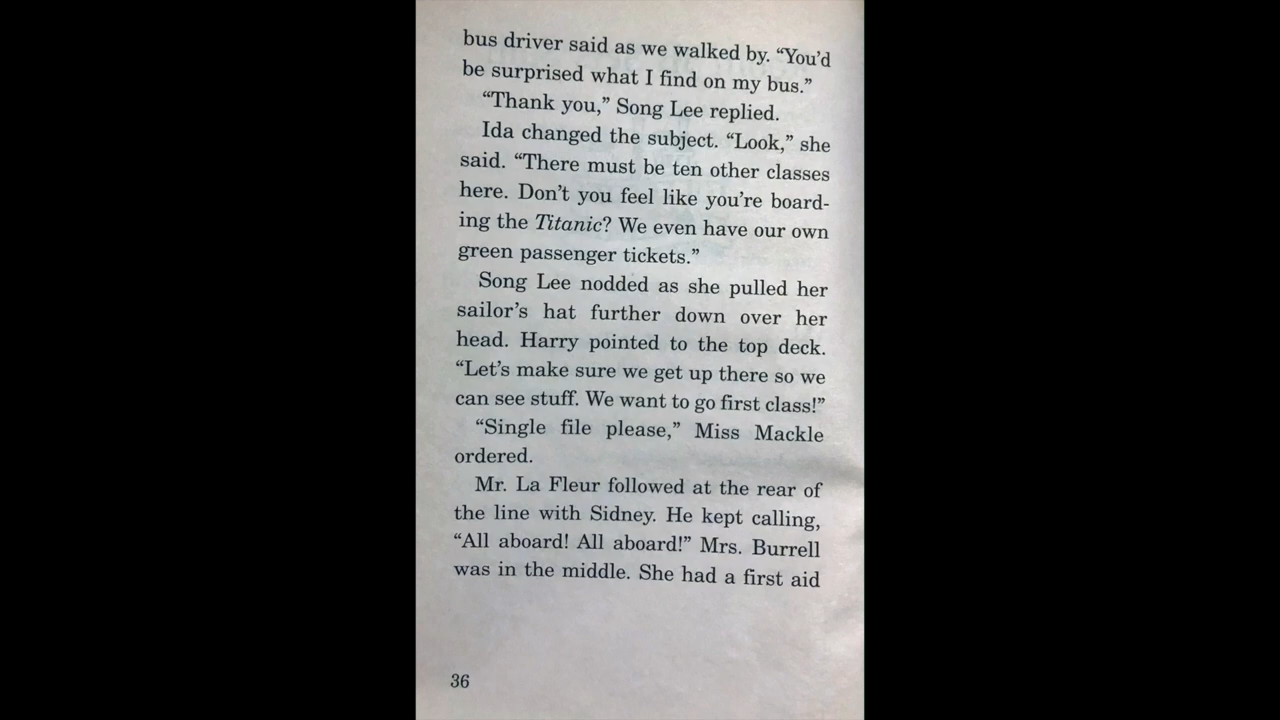 bus driver said as we walked by. “You’d
be surprised what I find on my bus.”
“Thank you,” Song Lee replied.
Ida changed the subject. “Look,” she
said. “There must be ten other classes
here. Don’t you feel like you’re board-
ing the Titanic? We even have our own
green passenger tickets.”
Song Lee nodded as she pulled her
sailor’s hat further down over her
head. Harry pointed to the top deck.
“Let’s make sure we get up there so we
can see stuff. We want to go first class!”
“Single file please,” Miss Mackle
ordered.
Mr. La Fleur followed at the rear of
the line with Sidney. He kept calling,
“All aboard! All aboard!” Mrs. Burrell
was in the middle. She had a first aid
36